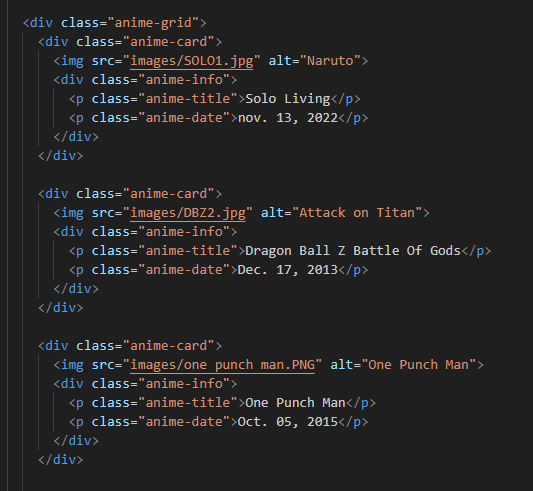 <div class="anime-grid">
<div class="anime-card">
<img src="images/SOLO1.jpg" alt="Naruto">
<div class="anime-info">
<p class="anime-title">Solo Living</p>
<p class="anime-date">nov. 13, 2022</p>
</div>
</div>
<div class="anime-card">
<img src="images/DBZ2.jpg" alt="Attack on Titan">
<div class="anime-info">
<p class="anime-title">Dragon Ball Z Battle Of Gods</p>
<p class="anime-date">Dec. 17, 2013</p>
</div>
</div>
<div class="anime-card">
<img src="images/one punch man.PNG" alt="One Punch Man">
<div class="anime-info">
<p class="anime-title">One Punch Man</p>
<p class="anime-date">Oct. 05, 2015</p>
</div>
</div>